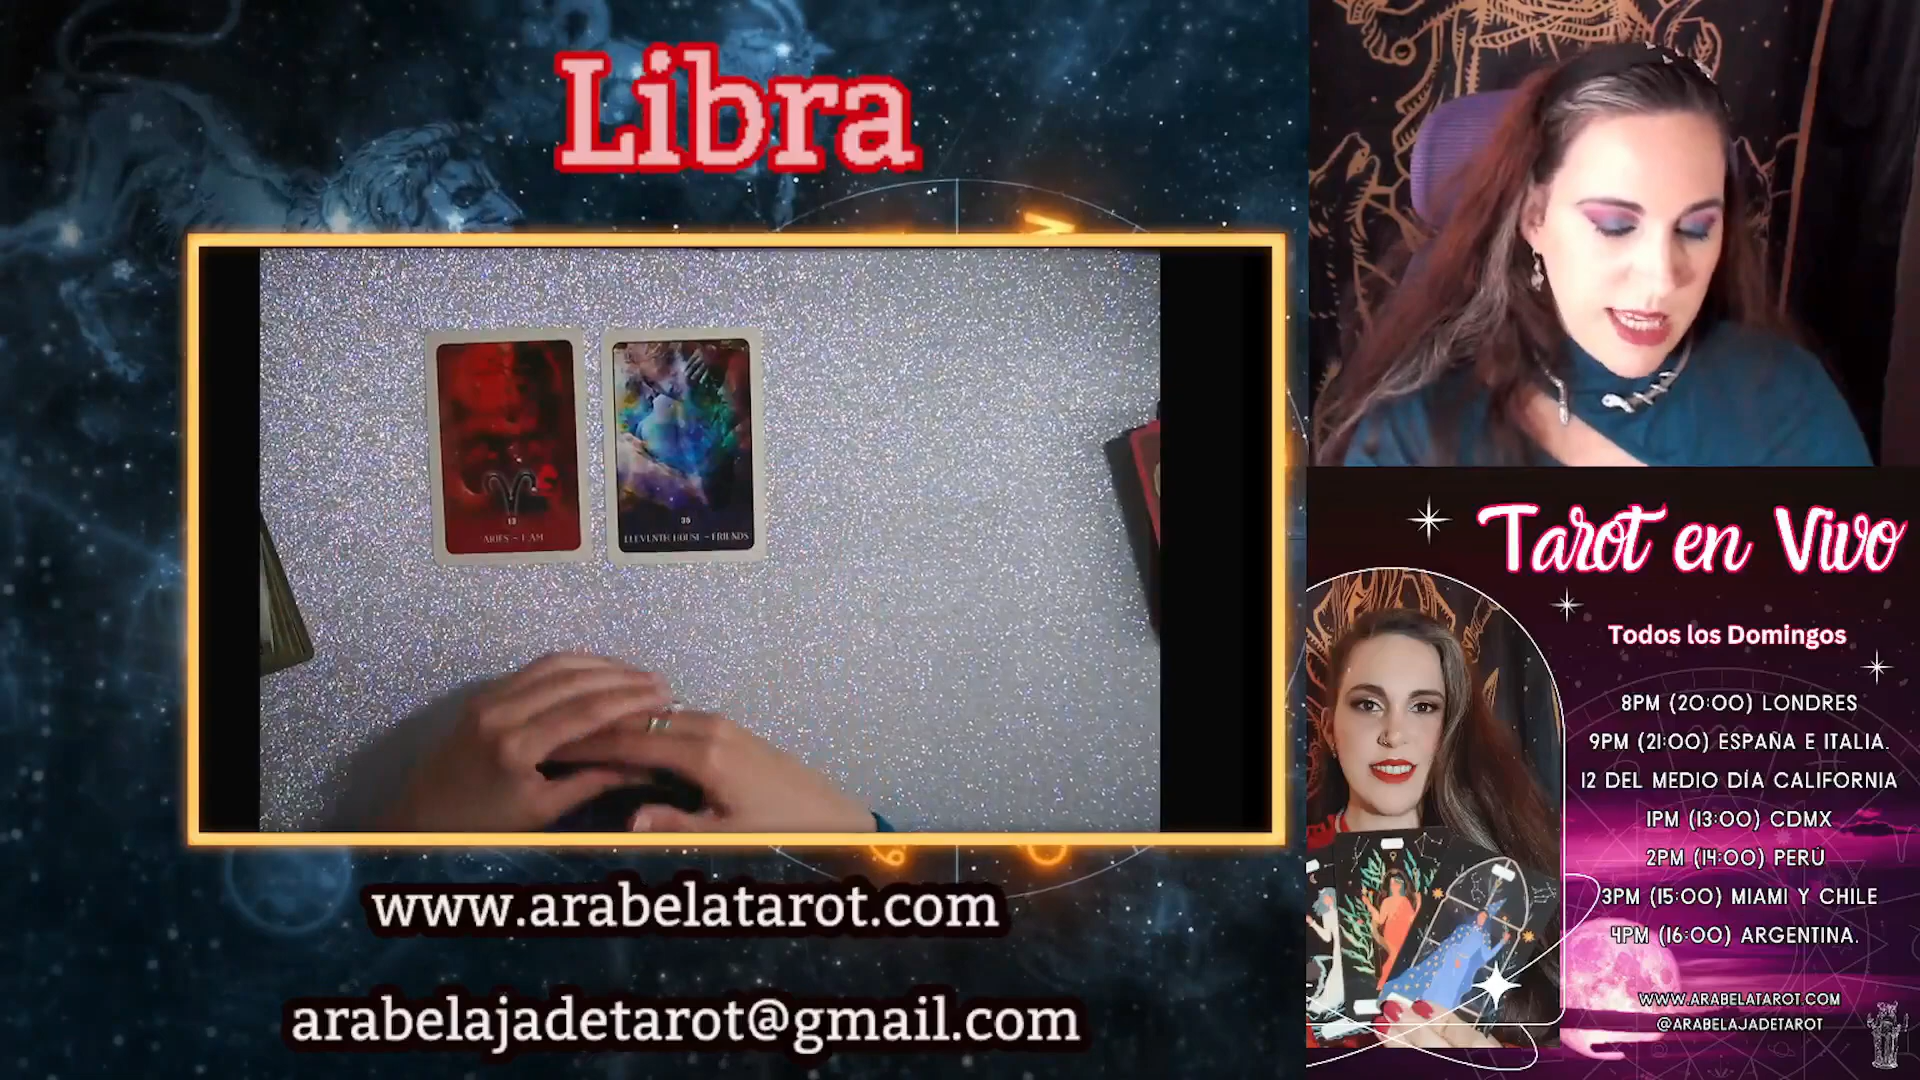 Libra
13
ARIES ~ I AM
35
ELEVENTH HOUSE ~ FRIENDS
www.arabelatarot.com
arabelajadetarot@gmail.com
Tarot en Vivo
Todos los Domingos
8PM (20:00) LONDRES
9PM (21:00) ESPAÑA E ITALIA.
12 DEL MEDIO DÍA CALIFORNIA
1PM (13:00) CDMX
2PM (14:00) PERÚ
3PM (15:00) MIAMI Y CHILE
4PM (16:00) ARGENTINA.
WWW.ARABELATAROT.COM
@ARABELAJADETAROT